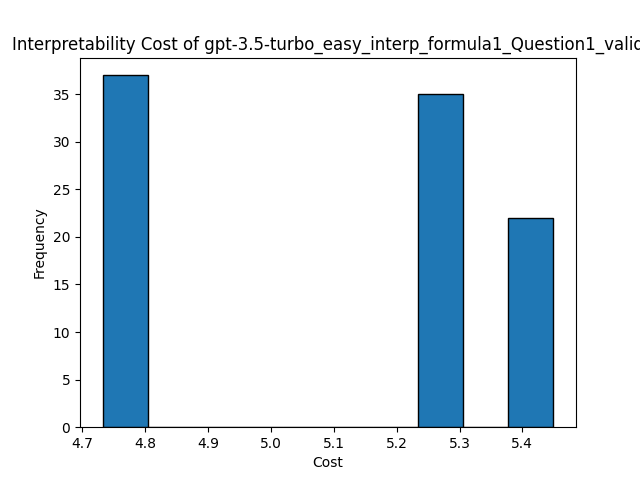 Interpretability Cost of gpt-3.5-turbo_easy_interp_formula1_Question1_valid
Frequency
35
30
25
20
15
10
5
0
4.7 4.8 4.9 5.0 5.1 5.2 5.3 5.4
Cost